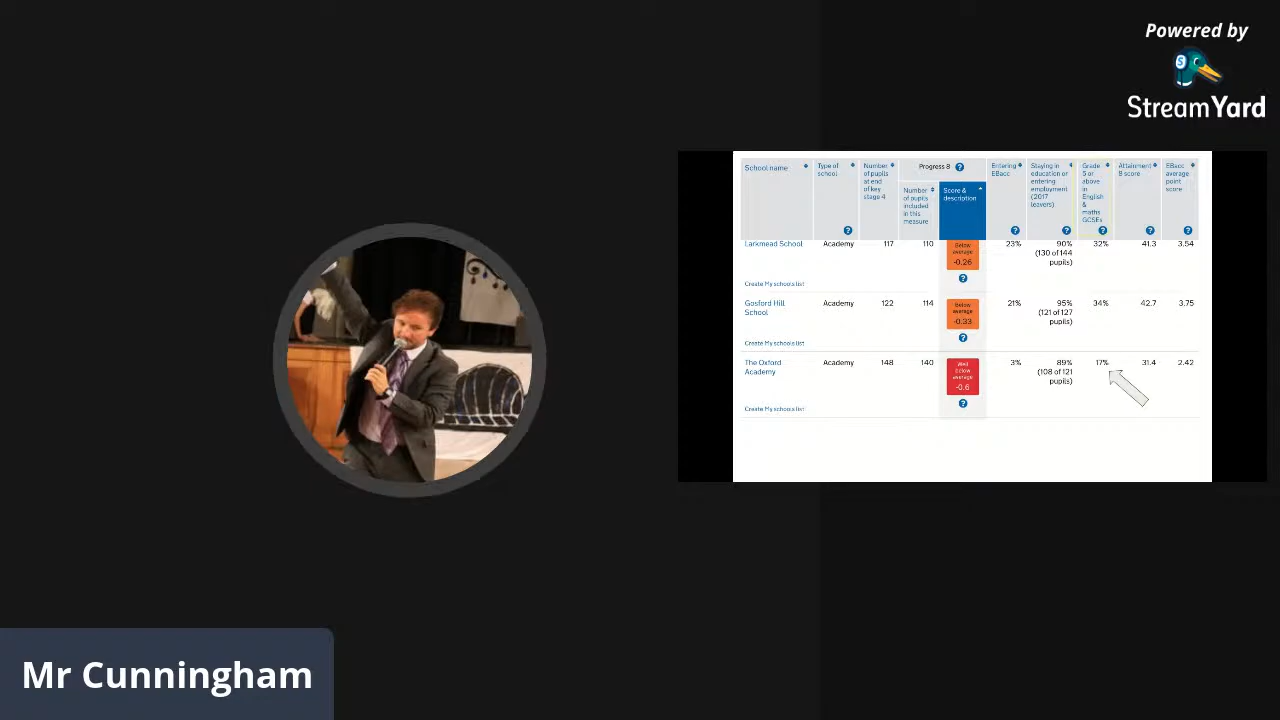 Powered by
StreamYard
School name
Type of
school
Number
of pupils
at end
of key
stage 4
Progress 8
Number
of pupils
included
in this
measure
Score &
description
Entering
EBacc
Staying in
education or
entering
employment
(2017
leavers)
Grade
5 or
above
in
English
&
maths
GCSEs
Attainment
8 score
EBacc
average
point
score
Larkmead School Academy 117 110 Below average -0.26 23% 90% (130 of 144 pupils) 32% 41.3 3.54
Create My schools list
Gosford Hill School Academy 122 114 Below average -0.33 21% 95% (121 of 127 pupils) 34% 42.7 3.75
Create My schools list
The Oxford Academy Academy 148 140 Well below average -0.6 3% 89% (108 of 121 pupils) 17% 31.4 2.42
Create My schools list
Mr Cunningham